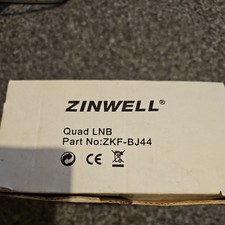 ZINWELL®
Quad LNB
Part No:ZKF-BJ44
CE